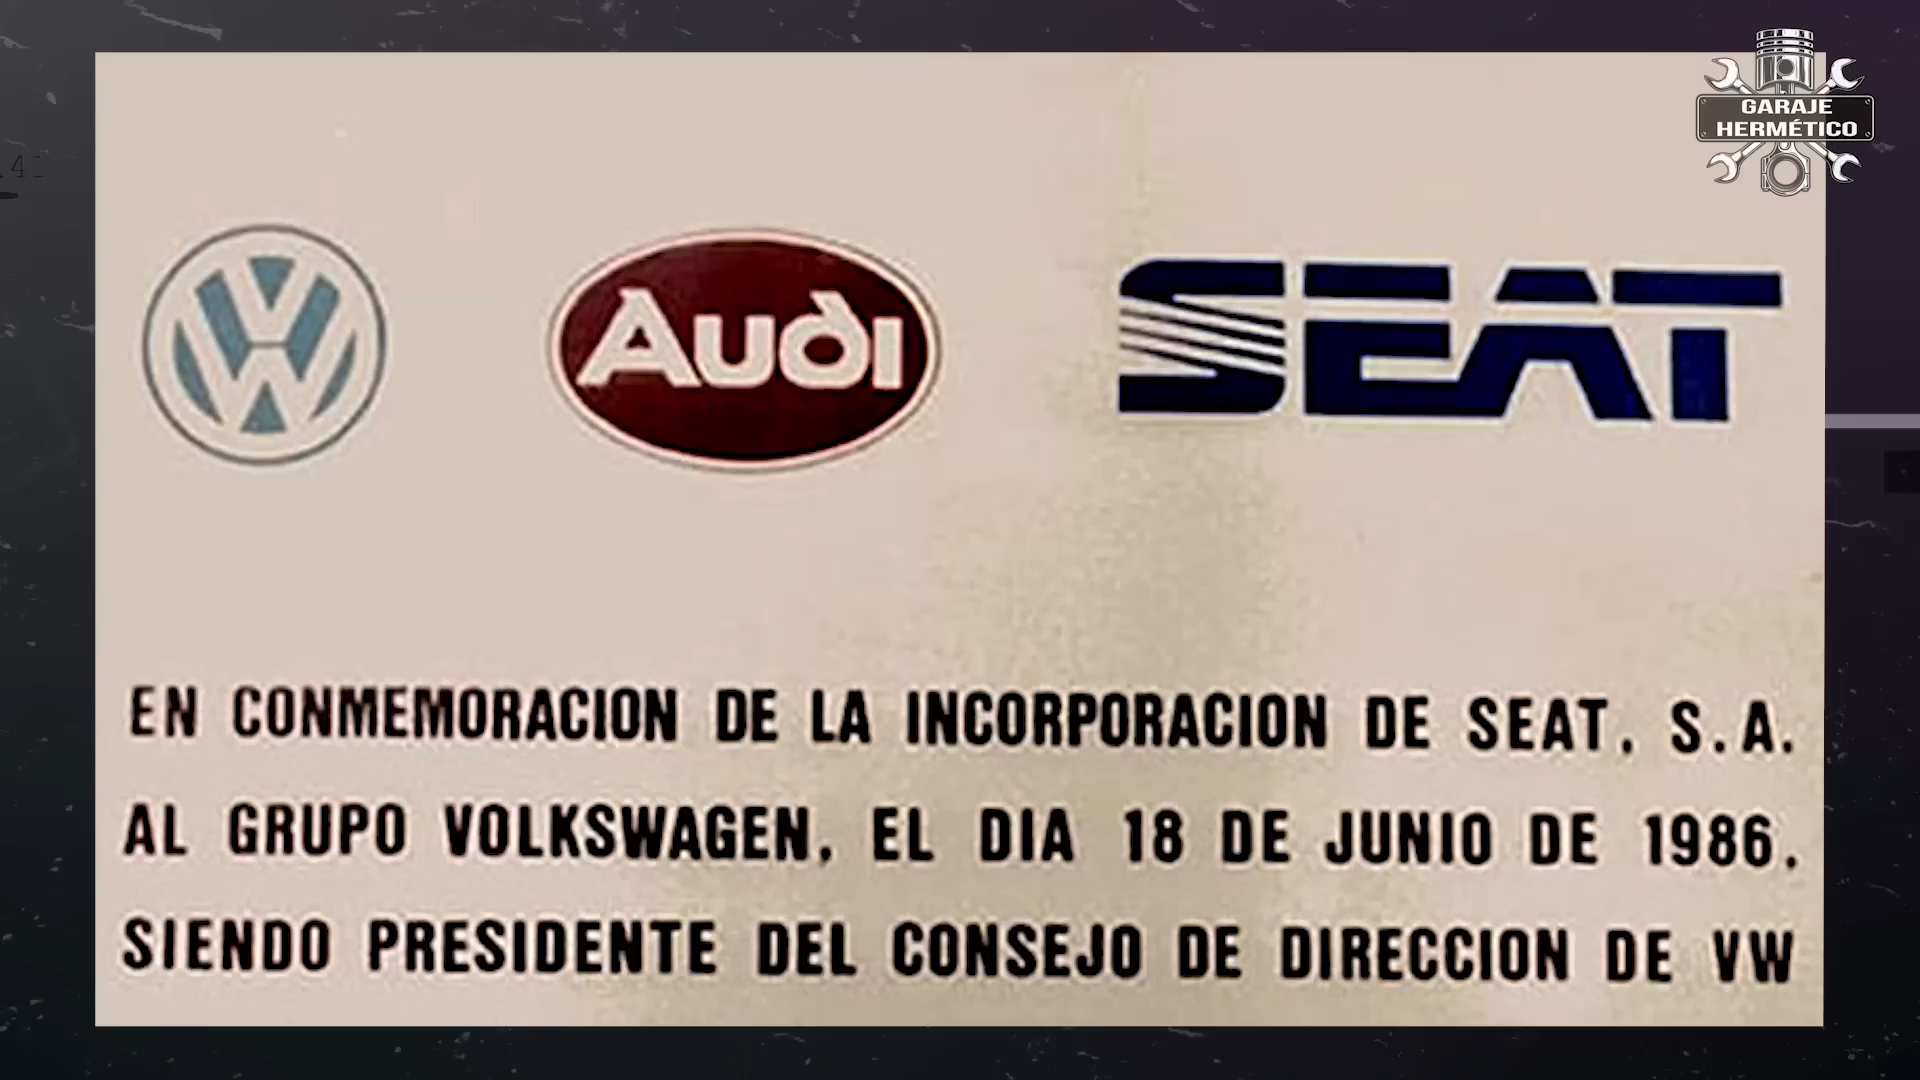 GARAJE
HERMÉTICO
VW
Audi
SEAT
EN CONMEMORACION DE LA INCORPORACION DE SEAT, S.A.
AL GRUPO VOLKSWAGEN, EL DIA 18 DE JUNIO DE 1986,
SIENDO PRESIDENTE DEL CONSEJO DE DIRECCION DE VW